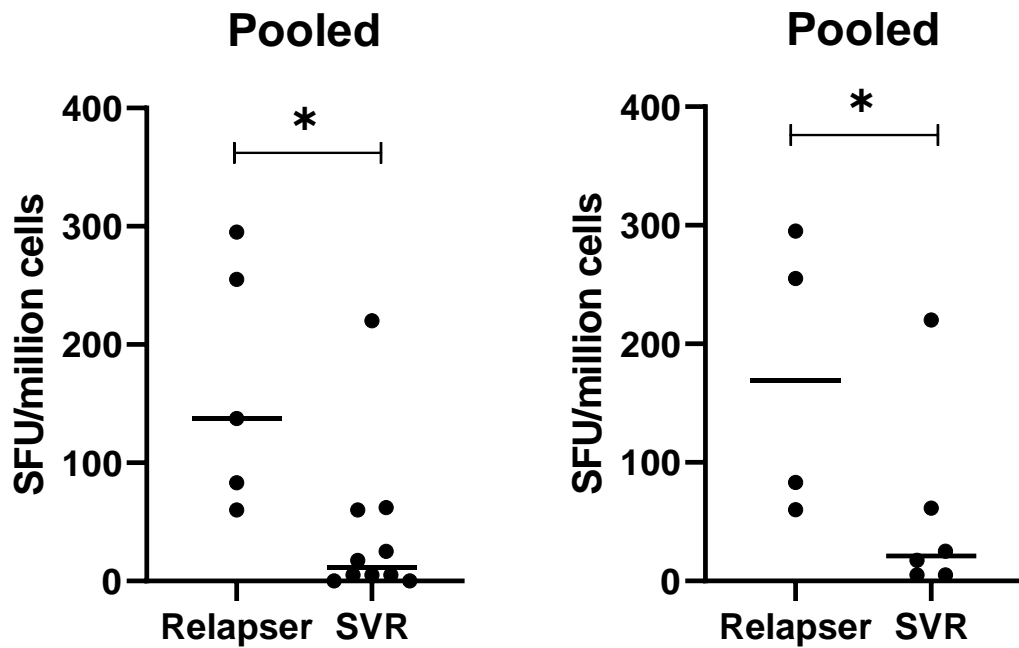 Pooled
SFU/million cells
400
300
200
100
0
*
Relapser SVR
Pooled
SFU/million cells
400
300
200
100
0
*
Relapser SVR